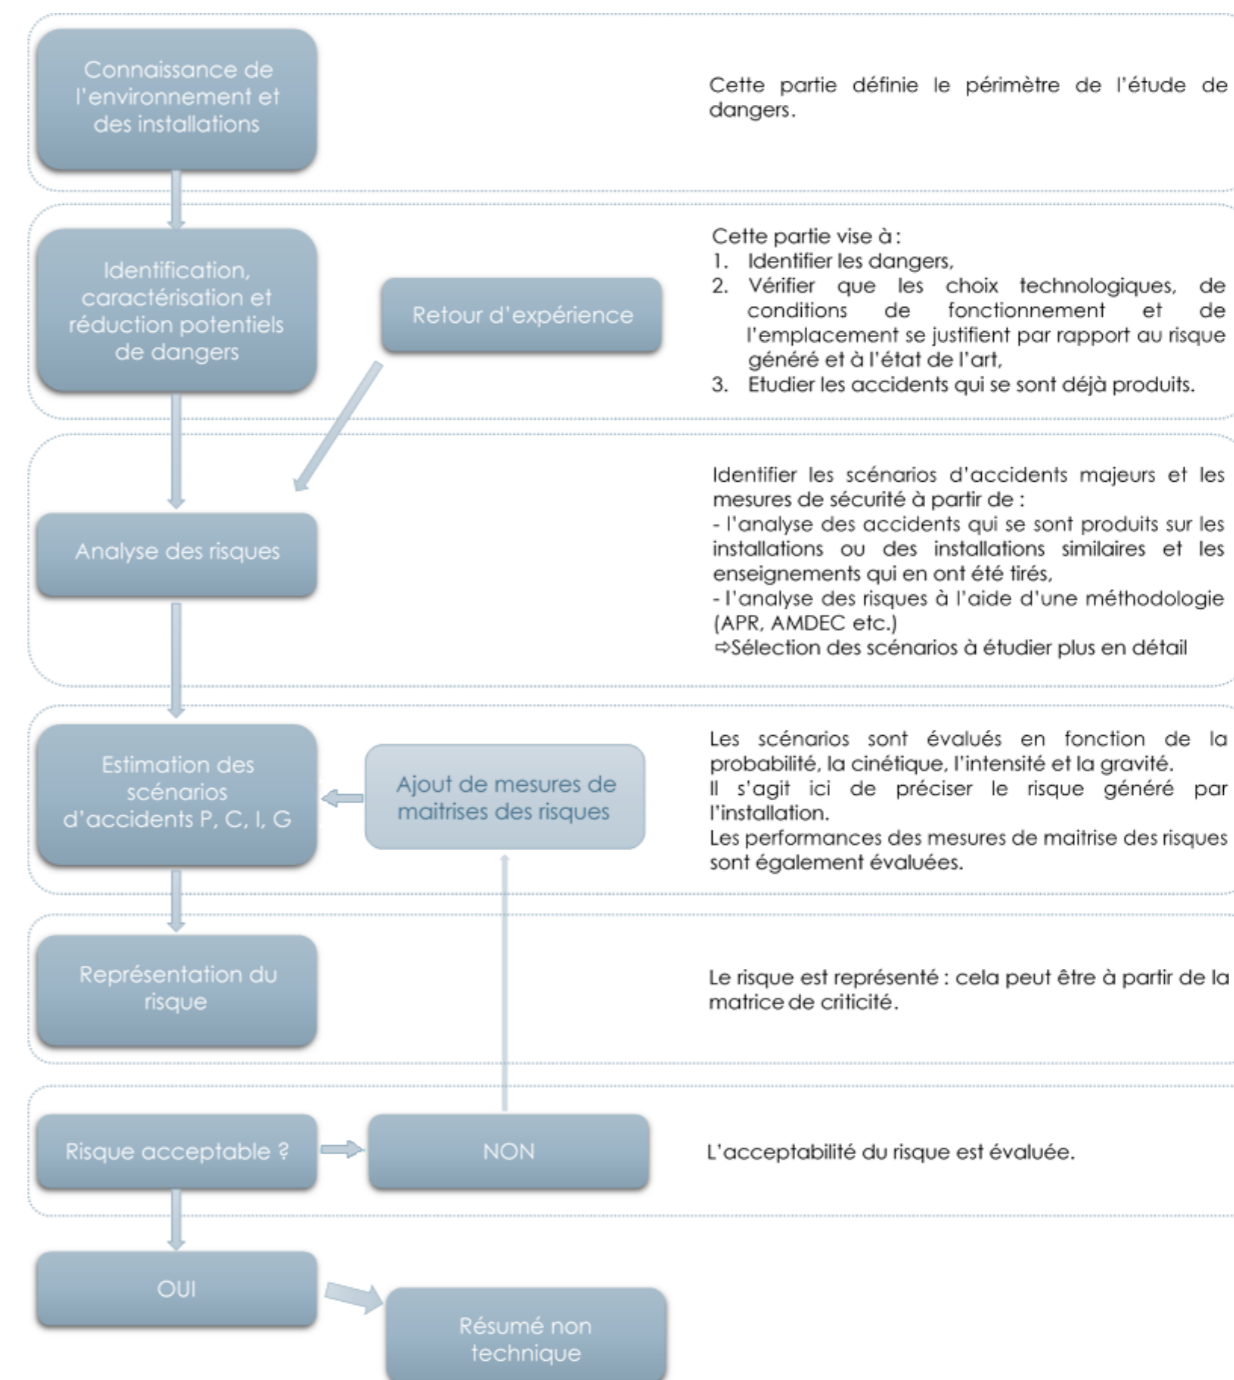 Connaissance de
l'environnement et
des installations
Cette partie définie le périmètre de l'étude de
dangers.
Identification,
caractérisation et
réduction potentiels
de dangers
Retour d'expérience
Cette partie vise à :
1. Identifier les dangers,
2. Vérifier que les choix technologiques, de
conditions de fonctionnement et de
l'emplacement se justifient par rapport au risque
généré et à l'état de l'art,
3. Etudier les accidents qui se sont déjà produits.
Analyse des risques
Identifier les scénarios d'accidents majeurs et les
mesures de sécurité à partir de :
- l'analyse des accidents qui se sont produits sur les
installations ou des installations similaires et les
enseignements qui en ont été tirés,
- l'analyse des risques à l'aide d'une méthodologie
(APR, AMDEC etc.)
⇨Sélection des scénarios à étudier plus en détail
Estimation des
scénarios
d'accidents P, C, I, G
Ajout de mesures de
maitrises des risques
Les scénarios sont évalués en fonction de la
probabilité, la cinétique, l'intensité et la gravité.
Il s'agit ici de préciser le risque généré par
l'installation.
Les performances des mesures de maitrise des risques
sont également évaluées.
Représentation du
risque
Le risque est représenté : cela peut être à partir de la
matrice de criticité.
Risque acceptable ?
NON
L'acceptabilité du risque est évaluée.
OUI
Résumé non
technique